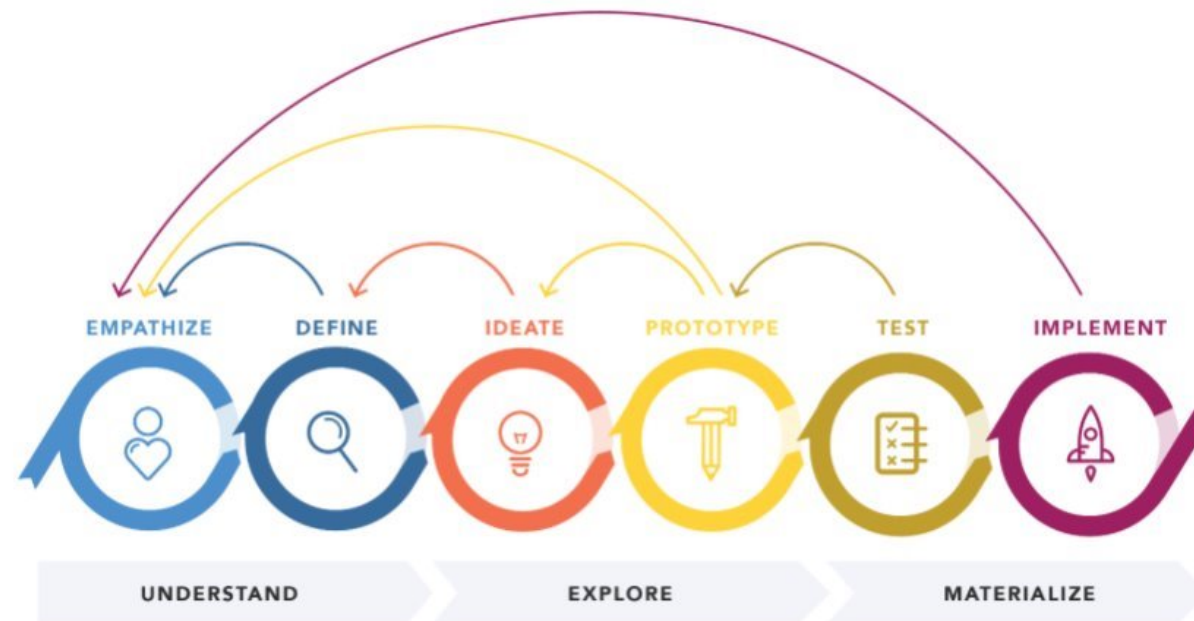 EMPATHIZE
DEFINE
IDEATE
PROTOTYPE
TEST
IMPLEMENT
UNDERSTAND
EXPLORE
MATERIALIZE